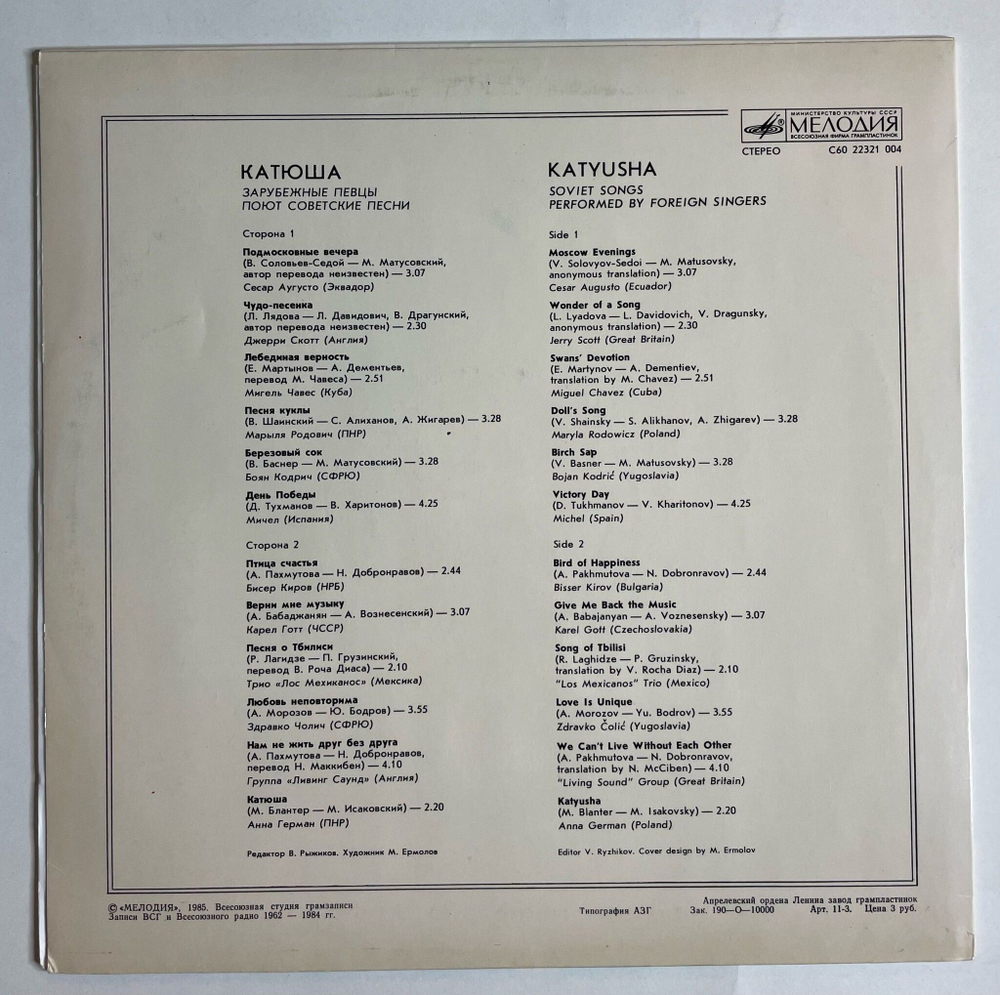 МИНИСТЕРСТВО КУЛЬТУРЫ СССР
МЕЛОДИЯ
ВСЕСОЮЗНАЯ ФИРМА ГРАМПЛАСТИНОК
СТЕРЕО
С60 22321 004
КАТЮША
ЗАРУБЕЖНЫЕ ПЕВЦЫ
ПОЮТ СОВЕТСКИЕ ПЕСНИ
Сторона 1
Подмосковные вечера
(В. Соловьев-Седой — М. Матусовский,
автор перевода неизвестен) — 3.07
Сесар Аугусто (Эквадор)
Чудо-песенка
(Л. Лядова — Л. Давидович, В. Драгунский,
автор перевода неизвестен) — 2.30
Джерри Скотт (Англия)
Лебединая верность
(Е. Мартынов — А. Дементьев,
перевод М. Чавеса) — 2.51
Мигель Чавес (Куба)
Песня куклы
(В. Шаинский — С. Алиханов, А. Жигарев) — 3.28
Марыля Родович (ПНР)
Березовый сок
(В. Баснер — М. Матусовский) — 3.28
Боян Кодрич (СФРЮ)
День Победы
(Д. Тухманов — В. Харитонов) — 4.25
Мичел (Испания)
Сторона 2
Птица счастья
(А. Пахмутова — Н. Добронравов) — 2.44
Бисер Киров (НРБ)
Верни мне музыку
(А. Бабаджанян — А. Вознесенский) — 3.07
Карел Готт (ЧССР)
Песня о Тбилиси
(Р. Лагидзе — П. Грузинский,
перевод В. Роча Диаса) — 2.10
Трио «Лос Мехиканос» (Мексика)
Любовь неповторима
(А. Морозов — Ю. Бодров) — 3.55
Здравко Чолич (СФРЮ)
Нам не жить друг без друга
(А. Пахмутова — Н. Добронравов,
перевод Н. Маккибен) — 4.10
Группа «Ливинг Саунд» (Англия)
Катюша
(М. Блантер — М. Исаковский) — 2.20
Анна Герман (ПНР)
Редактор В. Рыжиков. Художник М. Ермолов
KATYUSHA
SOVIET SONGS
PERFORMED BY FOREIGN SINGERS
Side 1
Moscow Evenings
(V. Solovyov-Sedoi — M. Matusovsky,
anonymous translation) — 3.07
Cesar Augusto (Ecuador)
Wonder of a Song
(L. Lyadova — L. Davidovich, V. Dragunsky,
anonymous translation) — 2.30
Jerry Scott (Great Britain)
Swans' Devotion
(E. Martynov — A. Dementiev,
translation by M. Chavez) — 2.51
Miguel Chavez (Cuba)
Doll's Song
(V. Shainsky — S. Alikhanov, A. Zhigarev) — 3.28
Maryla Rodowicz (Poland)
Birch Sap
(V. Basner — M. Matusovsky) — 3.28
Bojan Kodrić (Yugoslavia)
Victory Day
(D. Tukhmanov — V. Kharitonov) — 4.25
Michel (Spain)
Side 2
Bird of Happiness
(A. Pakhmutova — N. Dobronravov) — 2.44
Bisser Kirov (Bulgaria)
Give Me Back the Music
(A. Babajanyan — A. Voznesensky) — 3.07
Karel Gott (Czechoslovakia)
Song of Tbilisi
(R. Laghidze — P. Gruzinsky,
translation by V. Rocha Diaz) — 2.10
"Los Mexicanos" Trio (Mexico)
Love Is Unique
(A. Morozov — Yu. Bodrov) — 3.55
Zdravko Čolić (Yugoslavia)
We Can't Live Without Each Other
(A. Pakhmutova — N. Dobronravov,
translation by N. McCiben) — 4.10
"Living Sound" Group (Great Britain)
Katyusha
(M. Blanter — M. Isakovsky) — 2.20
Anna German (Poland)
Editor V. Ryzhikov. Cover design by M. Ermolov
© «МЕЛОДИЯ», 1985. Всесоюзная студия грамзаписи
Записи ВСГ и Всесоюзного радио 1962 — 1984 гг.
Апрелевский ордена Ленина завод грампластинок
Типография АЗГ Зак. 190—О—10000 Арт. 11-3. Цена 3 руб.